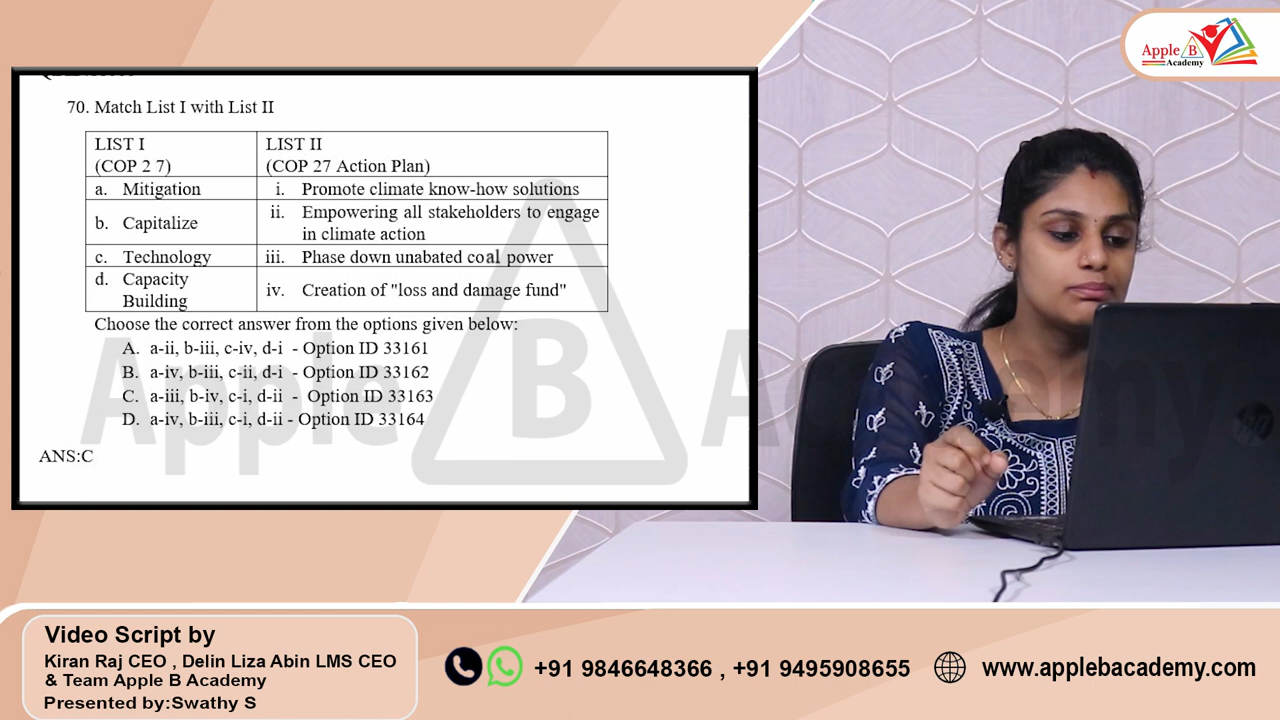 Apple B
Academy
70. Match List I with List II
LIST I
(COP 2 7)
LIST II
(COP 27 Action Plan)
a. Mitigation
i. Promote climate know-how solutions
b. Capitalize
ii. Empowering all stakeholders to engage
in climate action
c. Technology
iii. Phase down unabated coal power
d. Capacity
Building
iv. Creation of "loss and damage fund"
Choose the correct answer from the options given below:
A. a-ii, b-iii, c-iv, d-i - Option ID 33161
B. a-iv, b-iii, c-ii, d-i - Option ID 33162
C. a-iii, b-iv, c-i, d-ii - Option ID 33163
D. a-iv, b-iii, c-i, d-ii - Option ID 33164
ANS:C
Apple B Academy
Video Script by
Kiran Raj CEO , Delin Liza Abin LMS CEO
& Team Apple B Academy
Presented by:Swathy S
+91 9846648366 , +91 9495908655
www.applebacademy.com